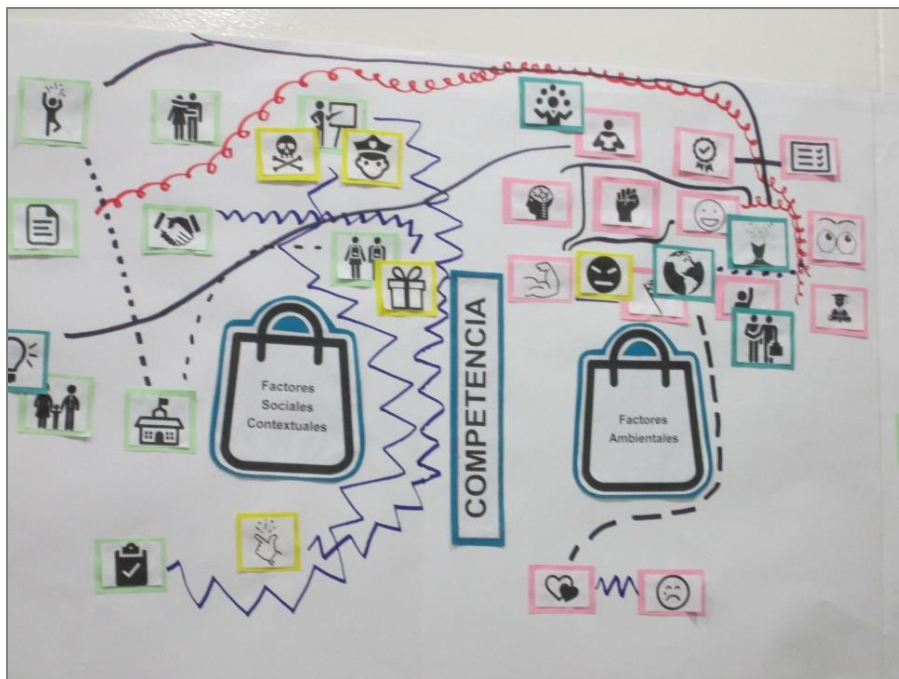 Factores
Sociales
Contextuales
COMPETENCIA
Factores
Ambientales